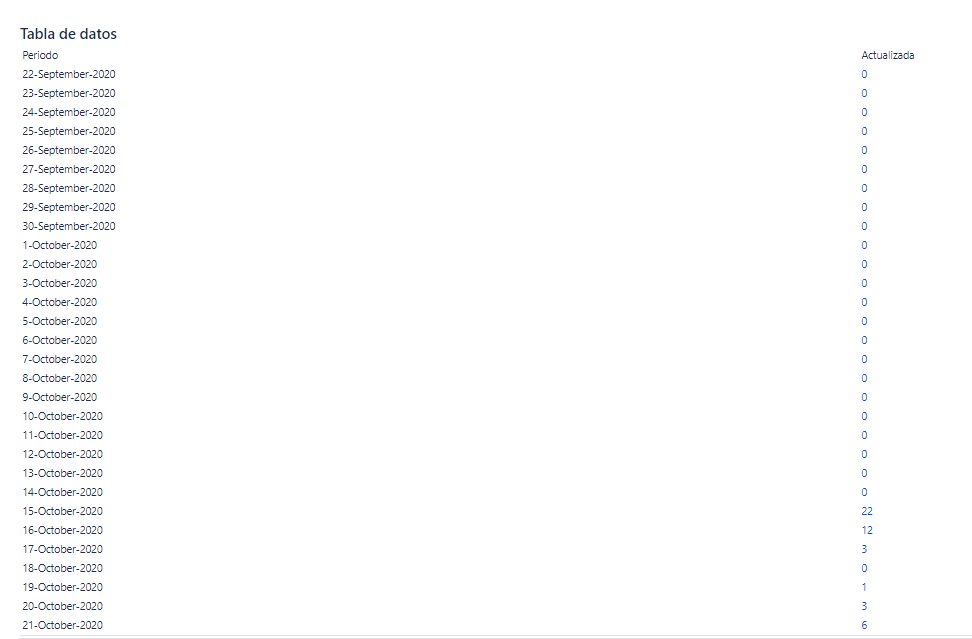 Tabla de datos
Periodo Actualizada
22-September-2020 0
23-September-2020 0
24-September-2020 0
25-September-2020 0
26-September-2020 0
27-September-2020 0
28-September-2020 0
29-September-2020 0
30-September-2020 0
1-October-2020 0
2-October-2020 0
3-October-2020 0
4-October-2020 0
5-October-2020 0
6-October-2020 0
7-October-2020 0
8-October-2020 0
9-October-2020 0
10-October-2020 0
11-October-2020 0
12-October-2020 0
13-October-2020 0
14-October-2020 0
15-October-2020 22
16-October-2020 12
17-October-2020 3
18-October-2020 0
19-October-2020 1
20-October-2020 3
21-October-2020 6